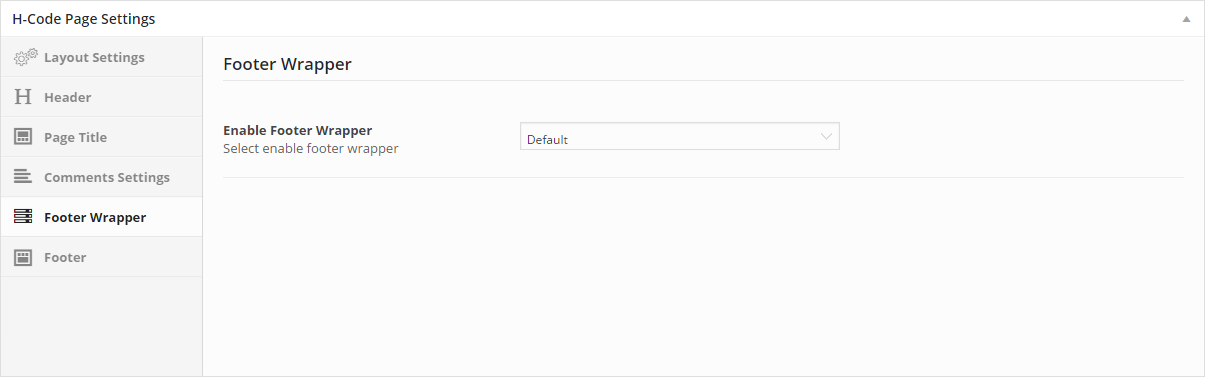 H-Code Page Settings
Layout Settings
Header
Page Title
Comments Settings
Footer Wrapper
Footer
Footer Wrapper
Enable Footer Wrapper
Select enable footer wrapper
Default